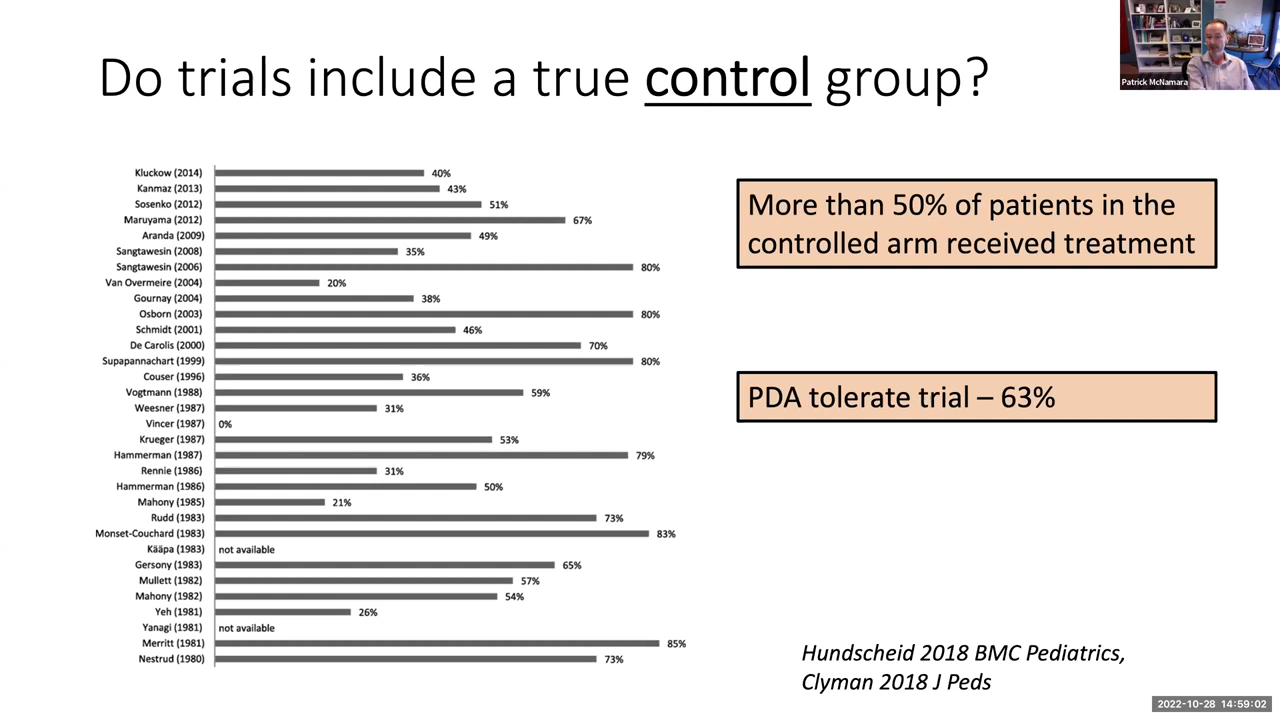 Do trials include a true control group?
Patrick McNamara
Kluckow (2014) 40%
Kanmaz (2013) 43%
Sosenko (2012) 51%
Maruyama (2012) 67%
Aranda (2009) 49%
Sangtawesin (2008) 35%
Sangtawesin (2006) 80%
Van Overmeire (2004) 20%
Gournay (2004) 38%
Osborn (2003) 80%
Schmidt (2001) 46%
De Carolis (2000) 70%
Supapannachart (1999) 80%
Couser (1996) 36%
Vogtmann (1988) 59%
Weesner (1987) 31%
Vincer (1987) 0%
Krueger (1987) 53%
Hammerman (1987) 79%
Rennie (1986) 31%
Hammerman (1986) 50%
Mahony (1985) 21%
Rudd (1983) 73%
Monset-Couchard (1983) 83%
Kääpa (1983) not available
Gersony (1983) 65%
Mullett (1982) 57%
Mahony (1982) 54%
Yeh (1981) 26%
Yanagi (1981) not available
Merritt (1981) 85%
Nestrud (1980) 73%
More than 50% of patients in the
controlled arm received treatment
PDA tolerate trial – 63%
Hundscheid 2018 BMC Pediatrics,
Clyman 2018 J Peds
2022-10-28 14:59:02